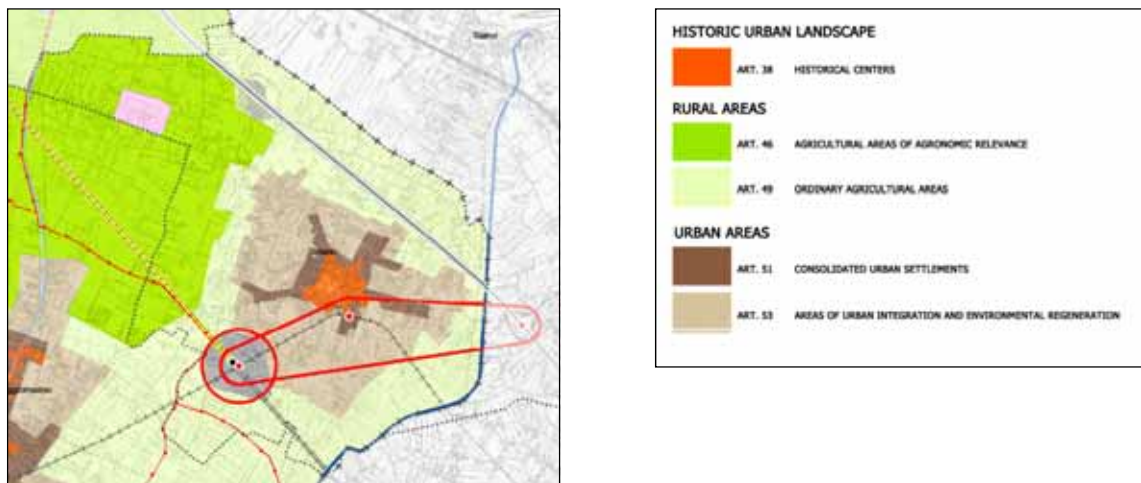 HISTORIC URBAN LANDSCAPE
ART. 38 HISTORICAL CENTERS
RURAL AREAS
ART. 46 AGRICULTURAL AREAS OF AGRONOMIC RELEVANCE
ART. 49 ORDINARY AGRICULTURAL AREAS
URBAN AREAS
ART. 51 CONSOLIDATED URBAN SETTLEMENTS
ART. 53 AREAS OF URBAN INTEGRATION AND ENVIRONMENTAL REGENERATION